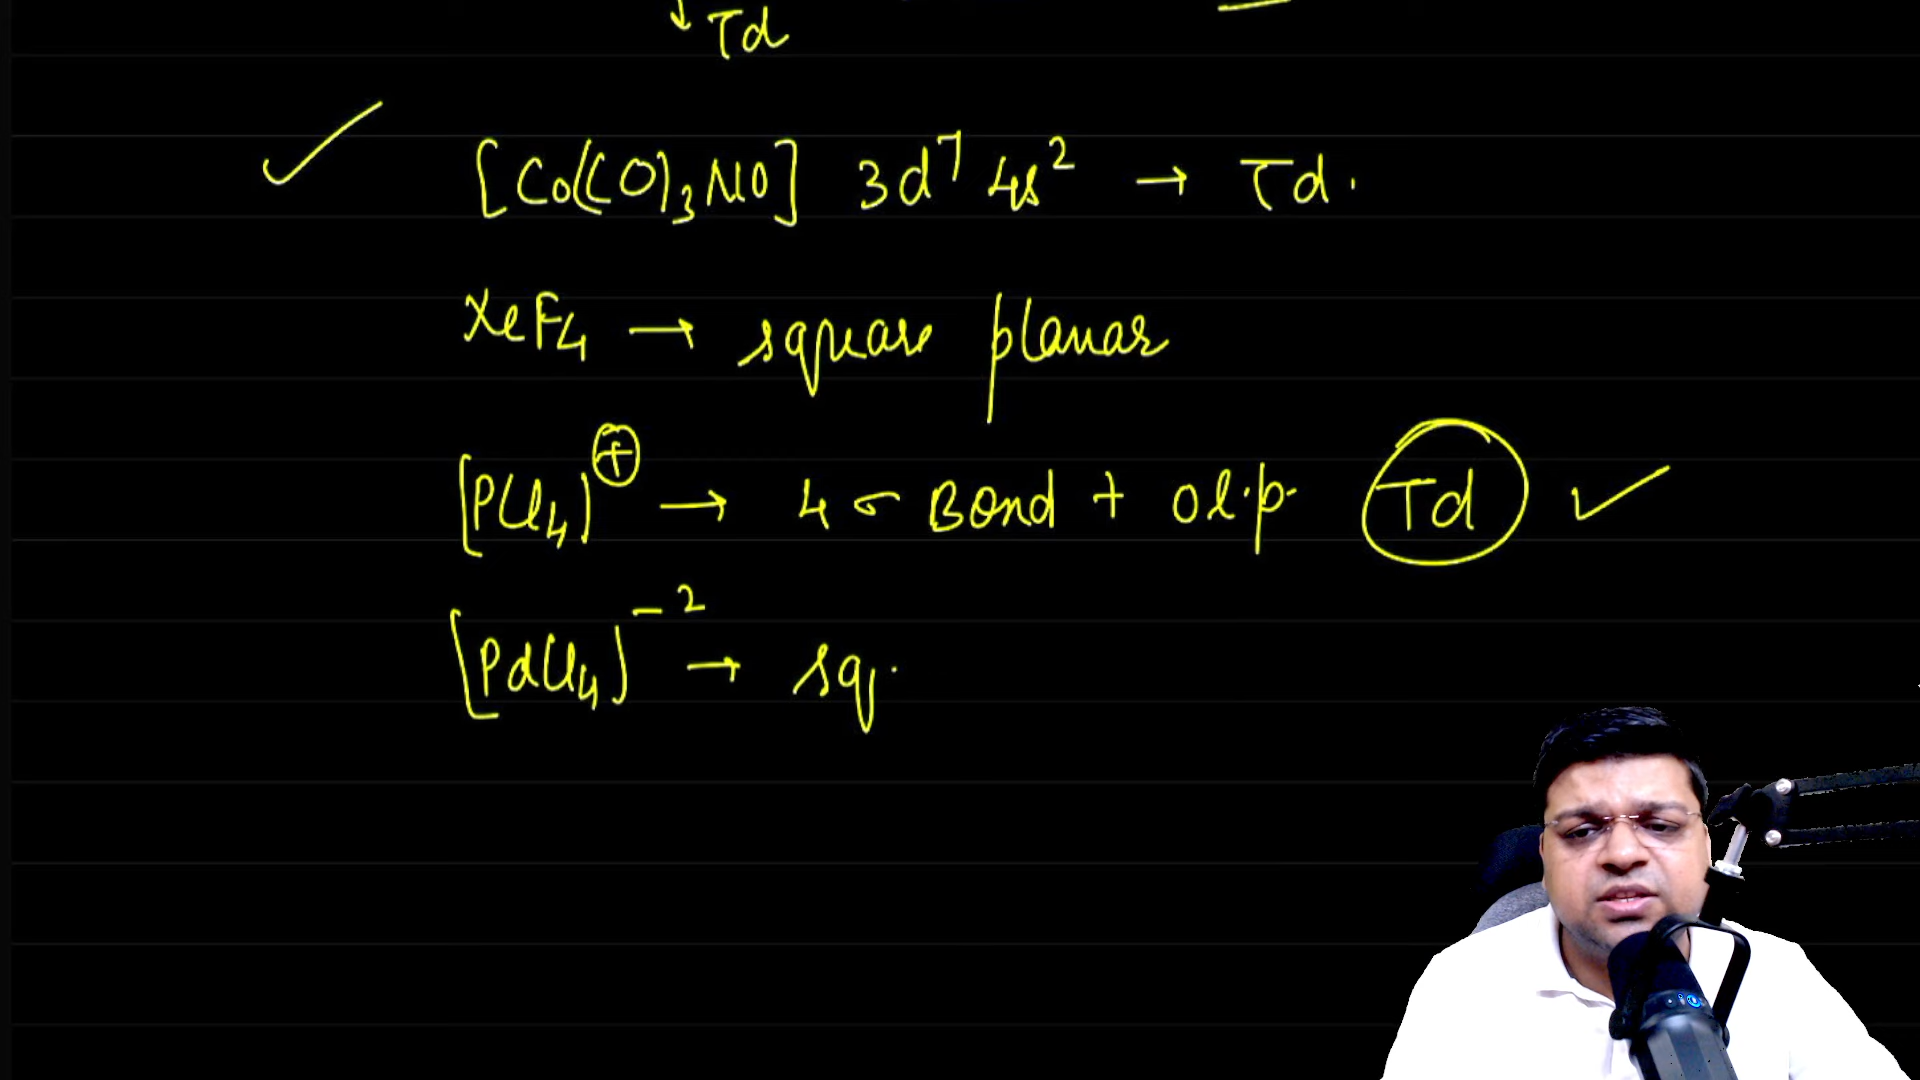 ↓ Td
✓ [Co(CO)₃NO] 3d⁷ 4s² → Td.
XeF₄ → square planar
[PCl₄]⊕ → 4 σ Bond + 0 l.p. Td ✓
[PdCl₄]⁻² → sq.